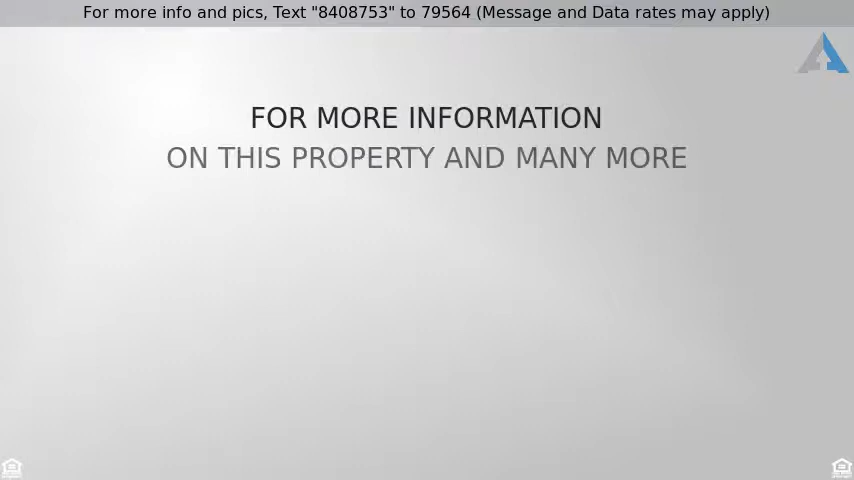 For more info and pics, Text "8408753" to 79564 (Message and Data rates may apply)
FOR MORE INFORMATION
ON THIS PROPERTY AND MANY MORE